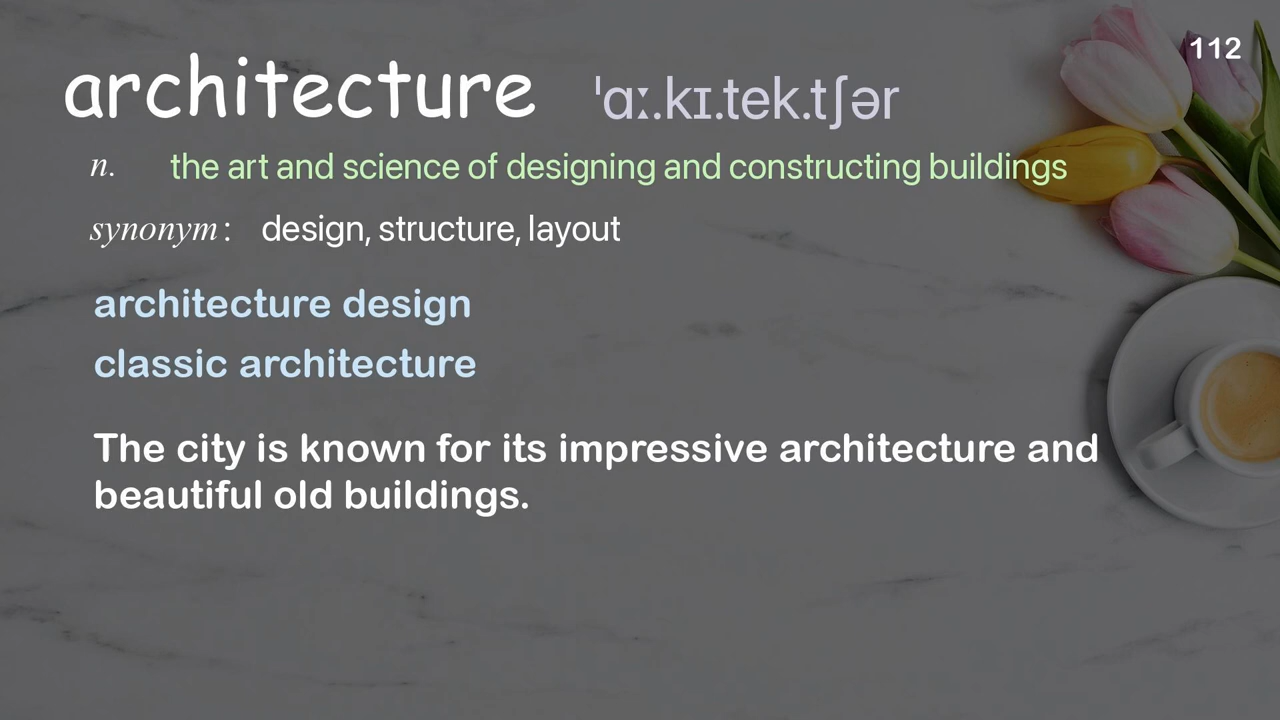 112
architecture ˈɑː.kɪ.tek.tʃər
n. the art and science of designing and constructing buildings
synonym: design, structure, layout
architecture design
classic architecture
The city is known for its impressive architecture and
beautiful old buildings.